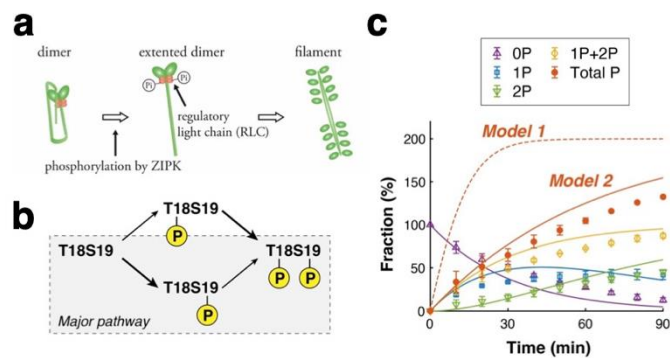 a
dimer
extented dimer
filament
Pi
Pi
regulatory
light chain (RLC)
phosphorylation by ZIPK
b
T18S19
P
T18S19
T18S19
P P
T18S19
P
Major pathway
c
0P
1P
2P
1P+2P
Total P
Model 1
Model 2
Fraction (%)
200
150
100
50
0
0 30 60 90
Time (min)